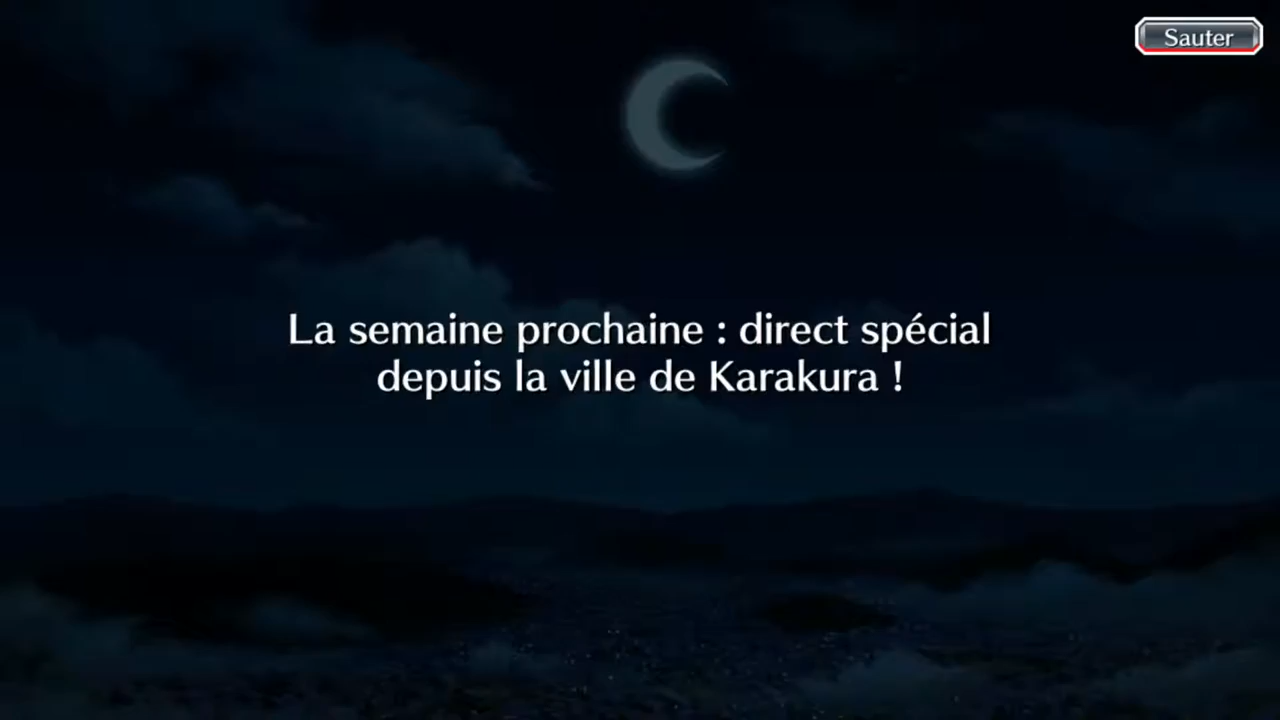 Sauter
La semaine prochaine : direct spécial
depuis la ville de Karakura !